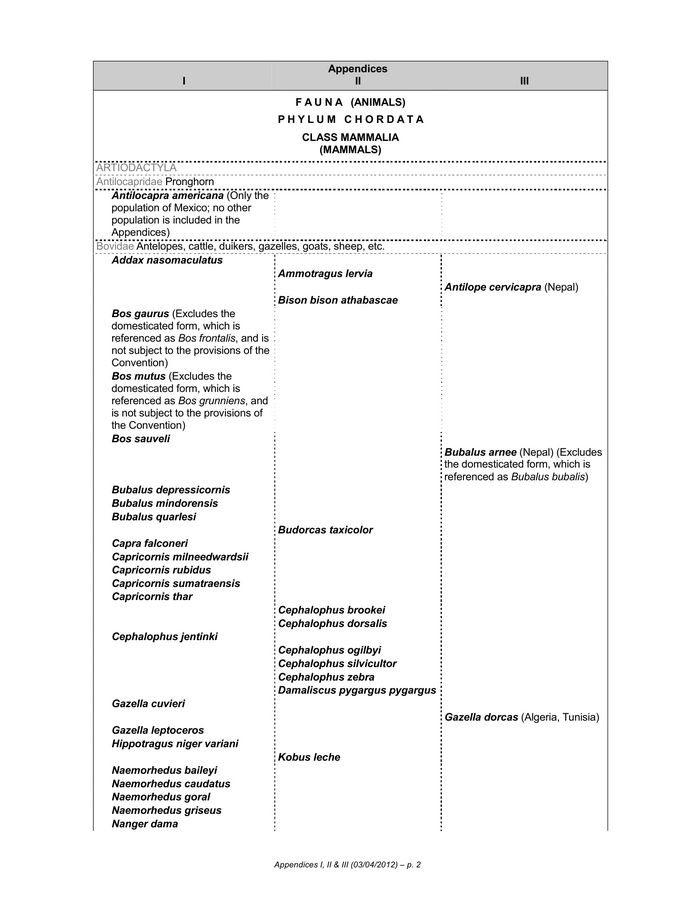 Appendices
I II III
F A U N A (ANIMALS)
P H Y L U M C H O R D A T A
CLASS MAMMALIA
(MAMMALS)
ARTIODACTYLA
Antilocapridae Pronghorn
Antilocapra americana (Only the
population of Mexico; no other
population is included in the
Appendices)
Bovidae Antelopes, cattle, duikers, gazelles, goats, sheep, etc.
Addax nasomaculatus
Ammotragus lervia
Antilope cervicapra (Nepal)
Bison bison athabascae
Bos gaurus (Excludes the
domesticated form, which is
referenced as Bos frontalis, and is
not subject to the provisions of the
Convention)
Bos mutus (Excludes the
domesticated form, which is
referenced as Bos grunniens, and
is not subject to the provisions of
the Convention)
Bos sauveli
Bubalus arnee (Nepal) (Excludes
the domesticated form, which is
referenced as Bubalus bubalis)
Bubalus depressicornis
Bubalus mindorensis
Bubalus quarlesi
Budorcas taxicolor
Capra falconeri
Capricornis milneedwardsii
Capricornis rubidus
Capricornis sumatraensis
Capricornis thar
Cephalophus brookei
Cephalophus dorsalis
Cephalophus jentinki
Cephalophus ogilbyi
Cephalophus silvicultor
Cephalophus zebra
Damaliscus pygargus pygargus
Gazella cuvieri
Gazella dorcas (Algeria, Tunisia)
Gazella leptoceros
Hippotragus niger variani
Kobus leche
Naemorhedus baileyi
Naemorhedus caudatus
Naemorhedus goral
Naemorhedus griseus
Nanger dama
Appendices I, II & III (03/04/2012) – p. 2